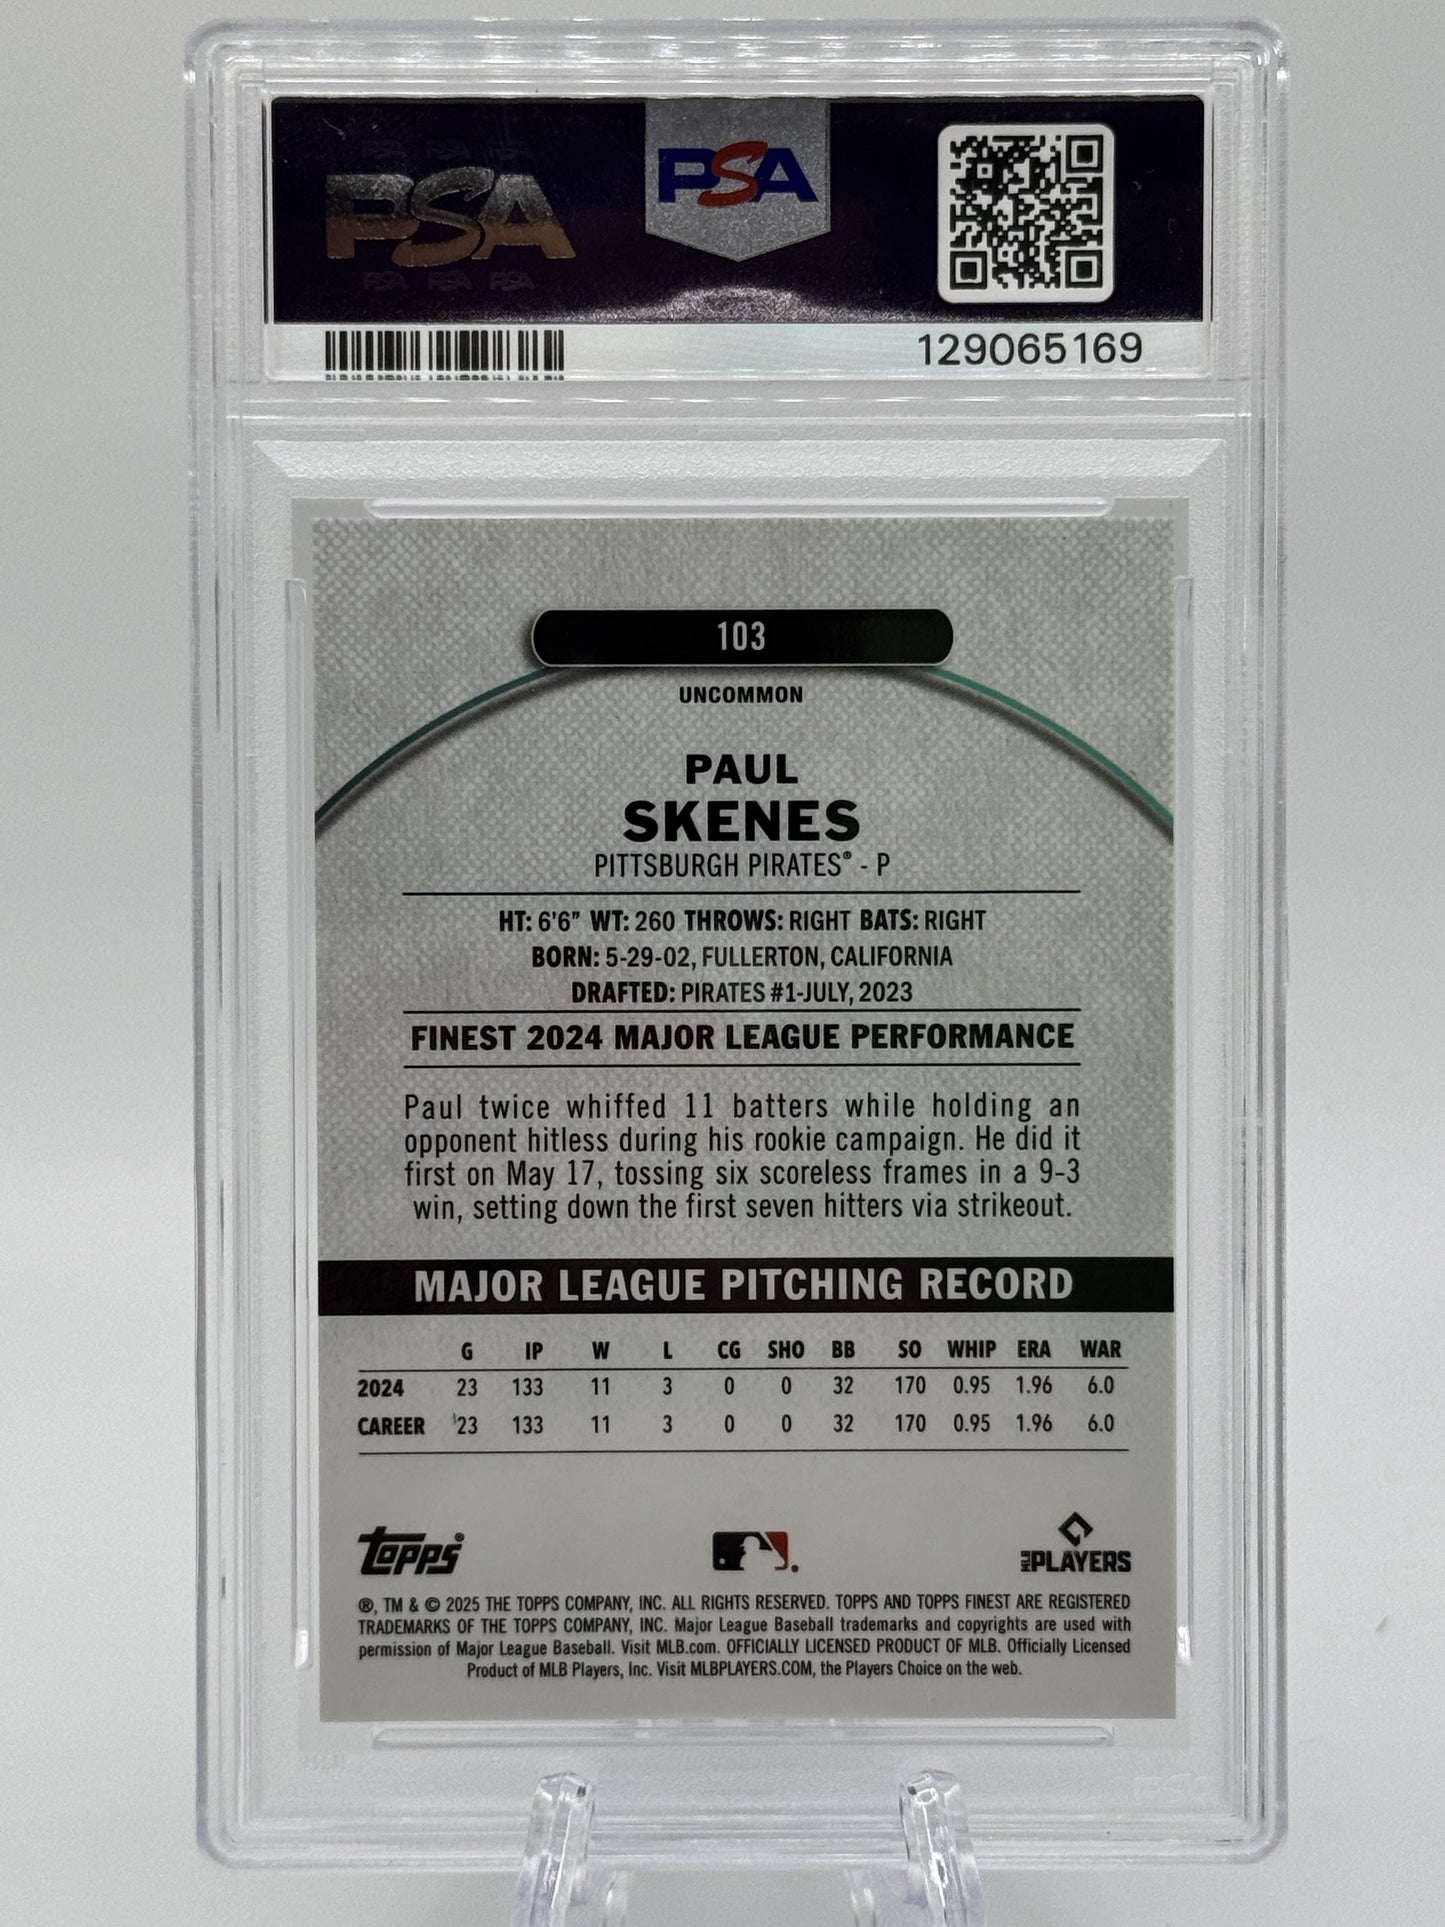 PSA
PSA
PSA PSA PSA
129065169
103
UNCOMMON
PAUL
SKENES
PITTSBURGH PIRATES® - P
HT: 6'6" WT: 260 THROWS: RIGHT BATS: RIGHT
BORN: 5-29-02, FULLERTON, CALIFORNIA
DRAFTED: PIRATES #1-JULY, 2023
FINEST 2024 MAJOR LEAGUE PERFORMANCE
Paul twice whiffed 11 batters while holding an
opponent hitless during his rookie campaign. He did it
first on May 17, tossing six scoreless frames in a 9-3
win, setting down the first seven hitters via strikeout.
MAJOR LEAGUE PITCHING RECORD
G IP W L CG SHO BB SO WHIP ERA WAR
2024 23 133 11 3 0 0 32 170 0.95 1.96 6.0
CAREER 23 133 11 3 0 0 32 170 0.95 1.96 6.0
topps®
MLB PLAYERS
®, TM & © 2025 THE TOPPS COMPANY, INC. ALL RIGHTS RESERVED. TOPPS AND TOPPS FINEST ARE REGISTERED
TRADEMARKS OF THE TOPPS COMPANY, INC. Major League Baseball trademarks and copyrights are used with
permission of Major League Baseball. Visit MLB.com. OFFICIALLY LICENSED PRODUCT OF MLB. Officially Licensed
Product of MLB Players, Inc. Visit MLBPLAYERS.COM, the Players Choice on the web.